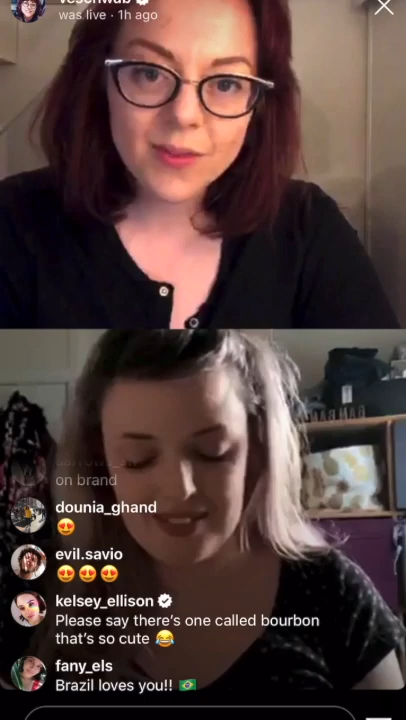 was live · 1h ago
on brand
dounia_ghand
😍
evil.savio
😍😍😍
kelsey_ellison
Please say there's one called bourbon
that's so cute 😂
fany_els
Brazil loves you!! 🇧🇷